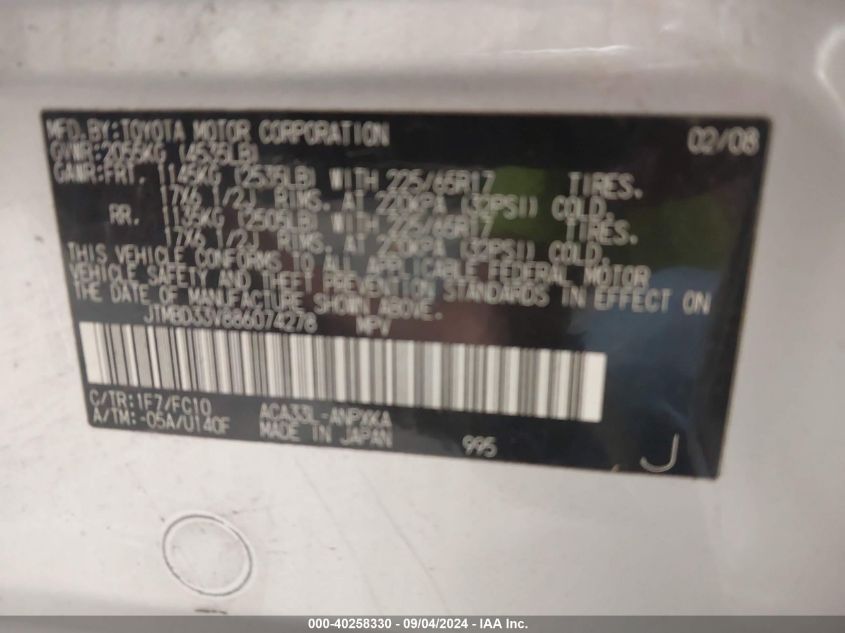 MFD.BY:TOYOTA MOTOR CORPORATION 02/08
GVWR:2055KG (4535LB)
GAWR:FRT. 1145KG (2535LB) WITH 225/65R17 TIRES.
17X6 1/2J RIMS. AT 220KPA (32PSI) COLD.
RR. 1135KG (2505LB) WITH 225/65R17 TIRES.
17X6 1/2J RIMS. AT 220KPA (32PSI) COLD.
THIS VEHICLE CONFORMS TO ALL APPLICABLE FEDERAL MOTOR
VEHICLE SAFETY AND THEFT PREVENTION STANDARDS IN EFFECT ON
THE DATE OF MANUFACTURE SHOWN ABOVE.
JTMBD33V886074278 MPV
C/TR:1F7/FC10 ACA33L-ANPXKA
A/TM:-05A/U140F MADE IN JAPAN 995 J
000-40258330 - 09/04/2024 - IAA Inc.